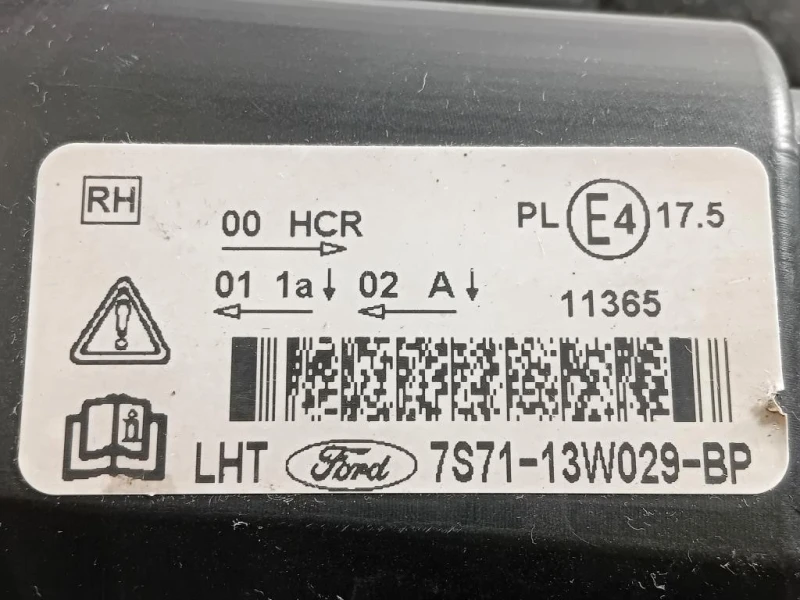 RH
00 HCR
PL E4 17.5
01 1a 02 A
11365
LHT Ford 7S71-13W029-BP